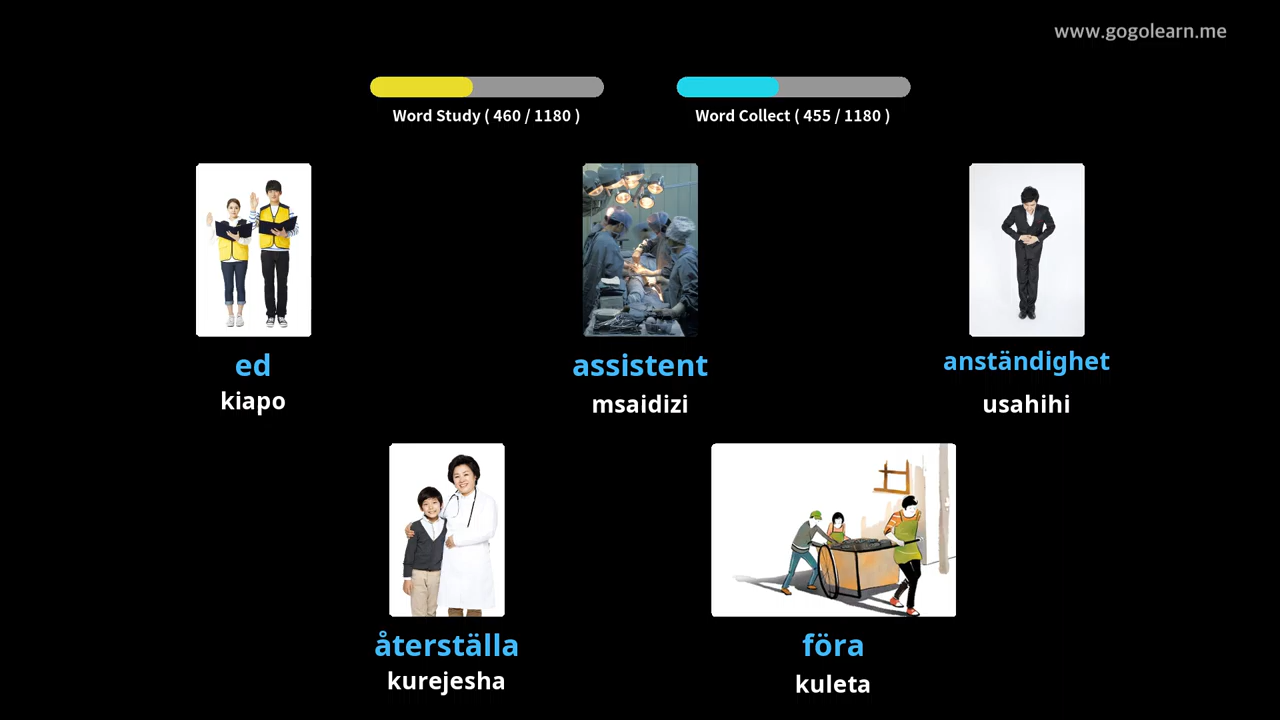 www.gogolearn.me
Word Study ( 460 / 1180 )
Word Collect ( 455 / 1180 )
ed
kiapo
assistent
msaidizi
anständighet
usahihi
återställa
kurejesha
föra
kuleta